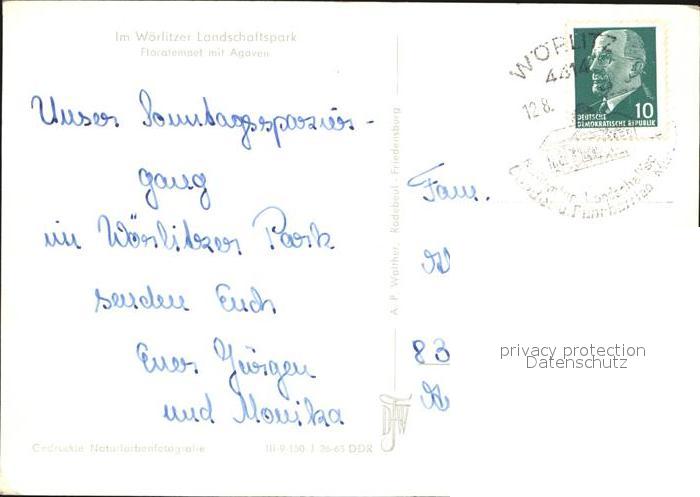 Im Wörlitzer Landschaftspark
Floratempel mit Agaven
Unser Sonntagsspazier-
gang
im Wörlitzer Park
senden Euch
Euer Jürgen
und Monika
Gedruckte Naturfarbenfotografie
III-9-150 J 26-65 DDR
A. P. Walther, Radebeul - Friedensburg
WÖRLITZ
4414
12.8.
10
DEUTSCHE
DEMOKRATISCHE REPUBLIK
Fam.
83
privacy protection
Datenschutz